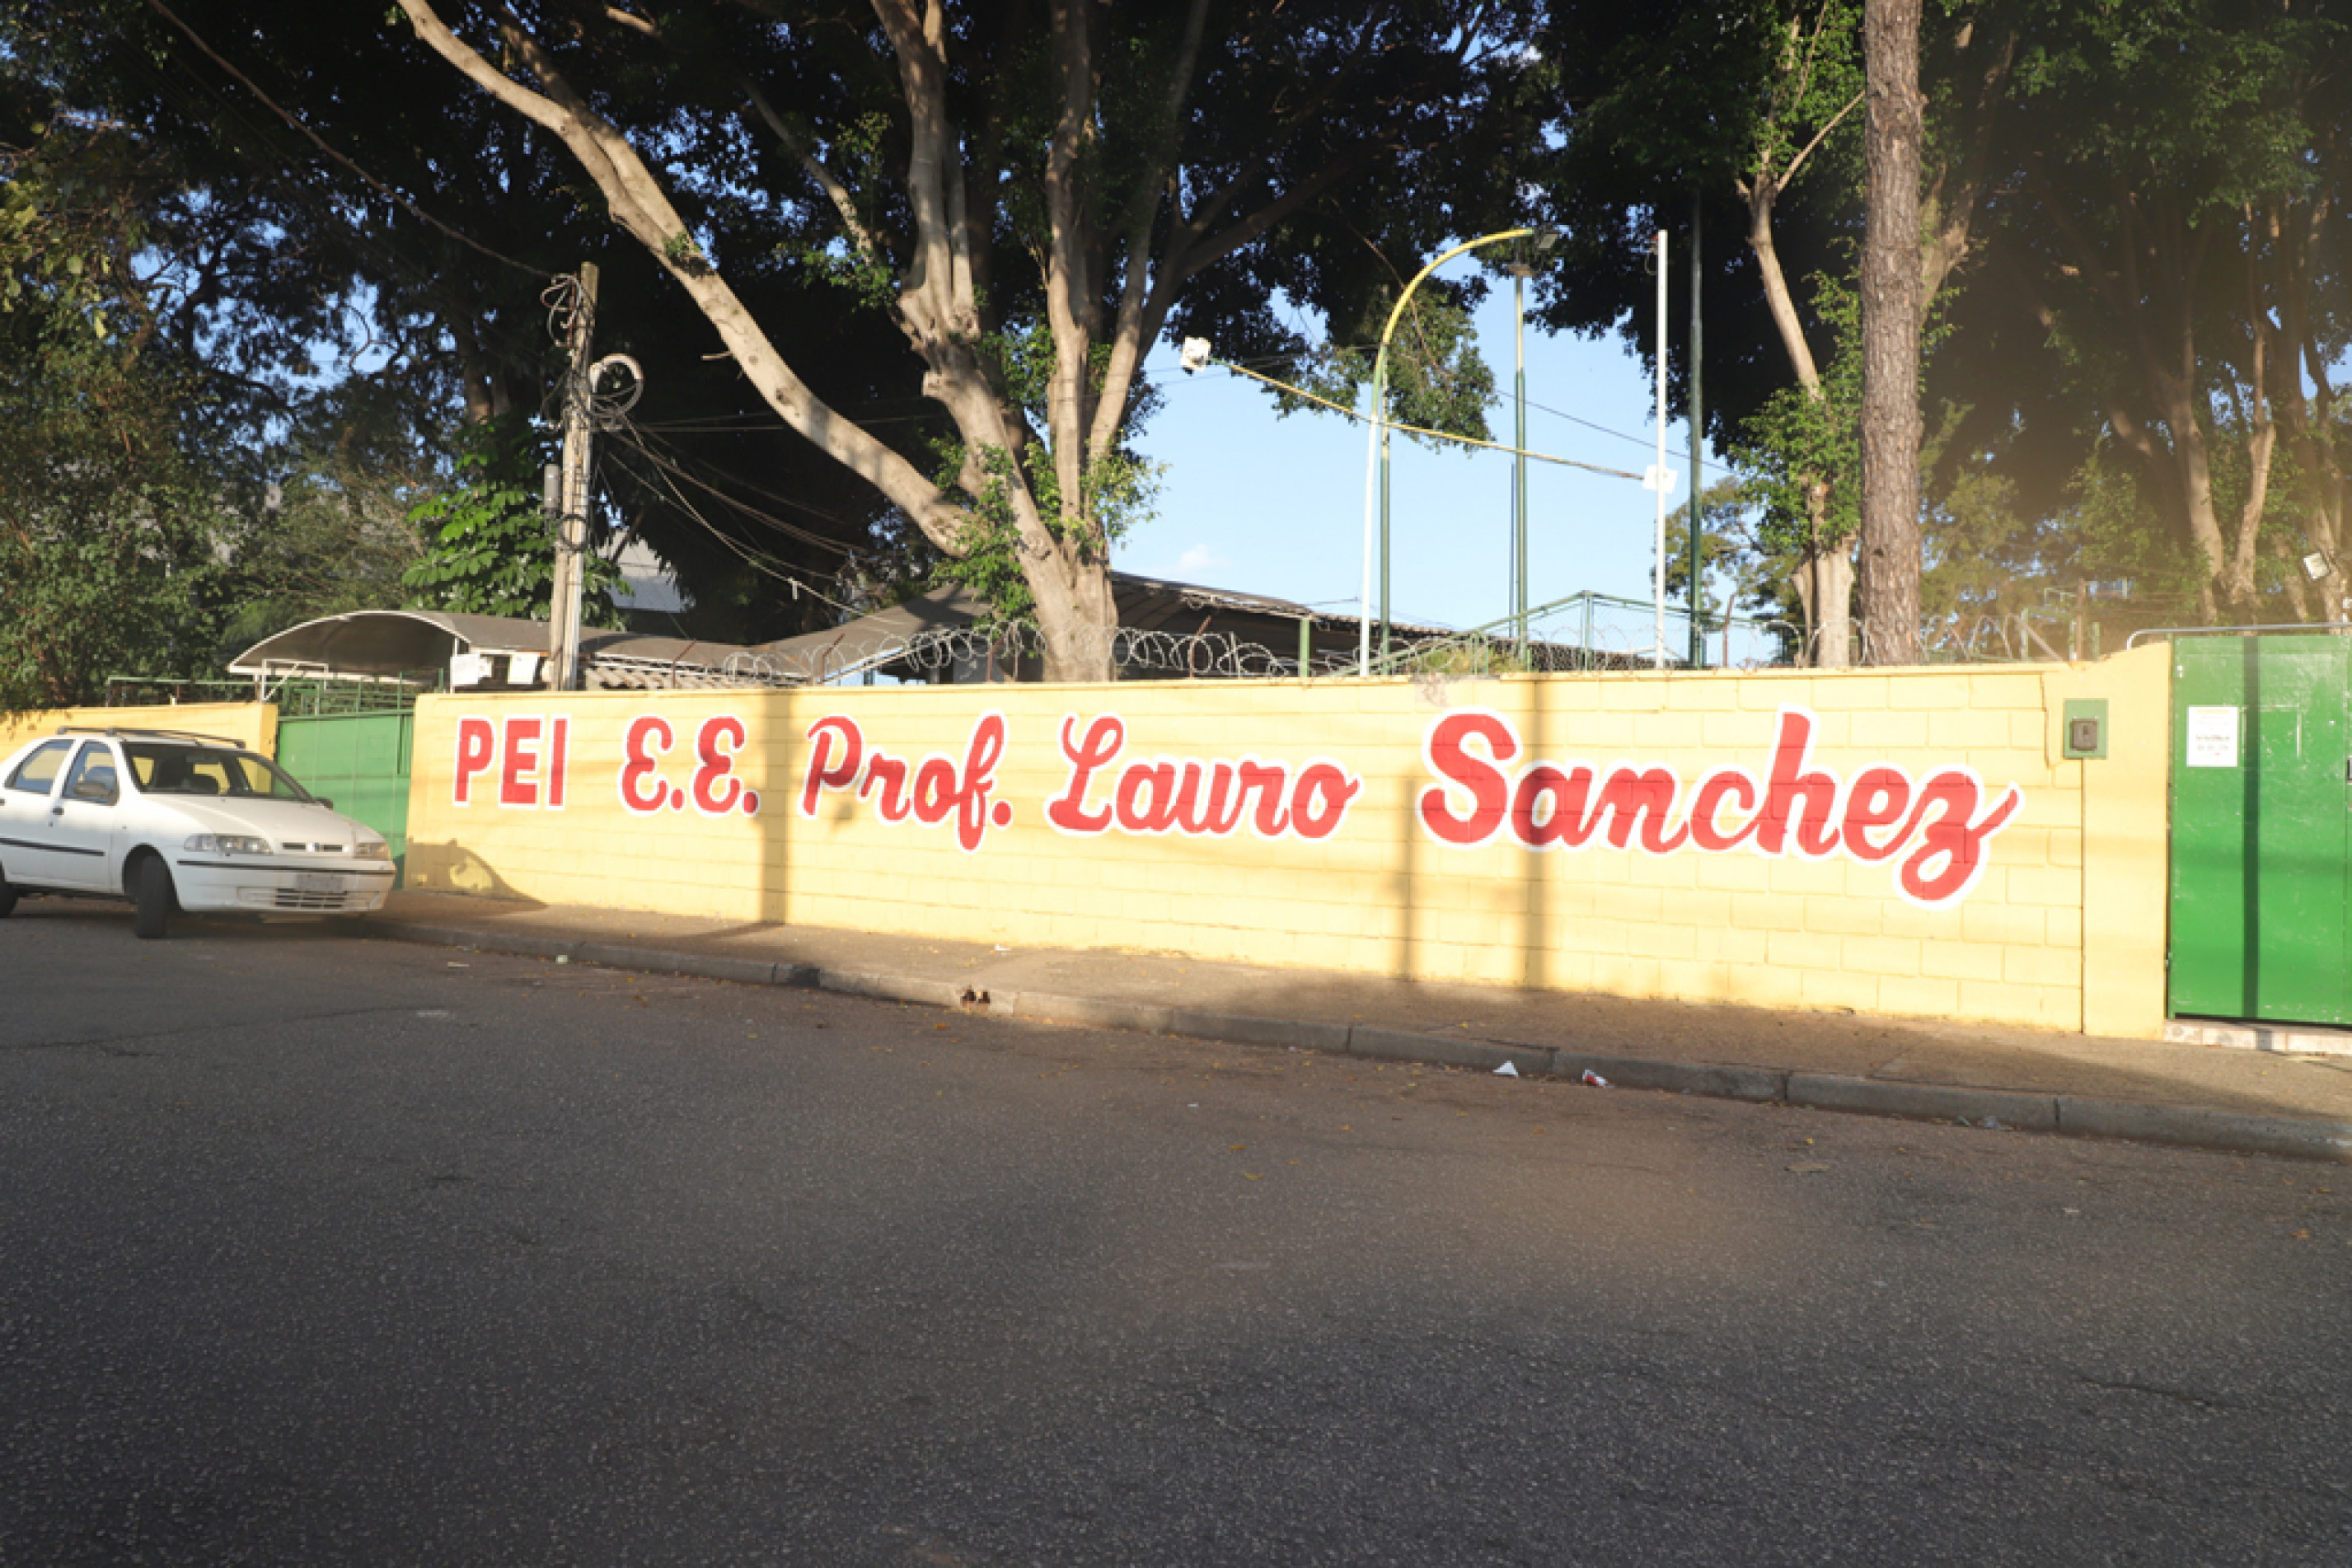 PEI E.E. Prof. Lauro Sanchez